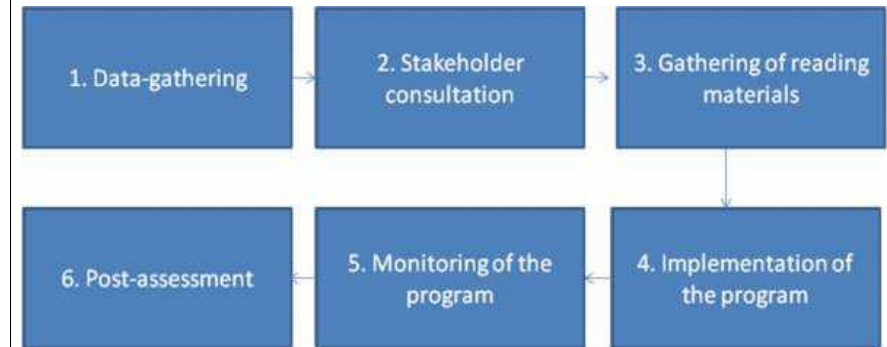 1. Data-gathering
2. Stakeholder
consultation
3. Gathering of reading
materials
4. Implementation of
the program
5. Monitoring of the
program
6. Post-assessment